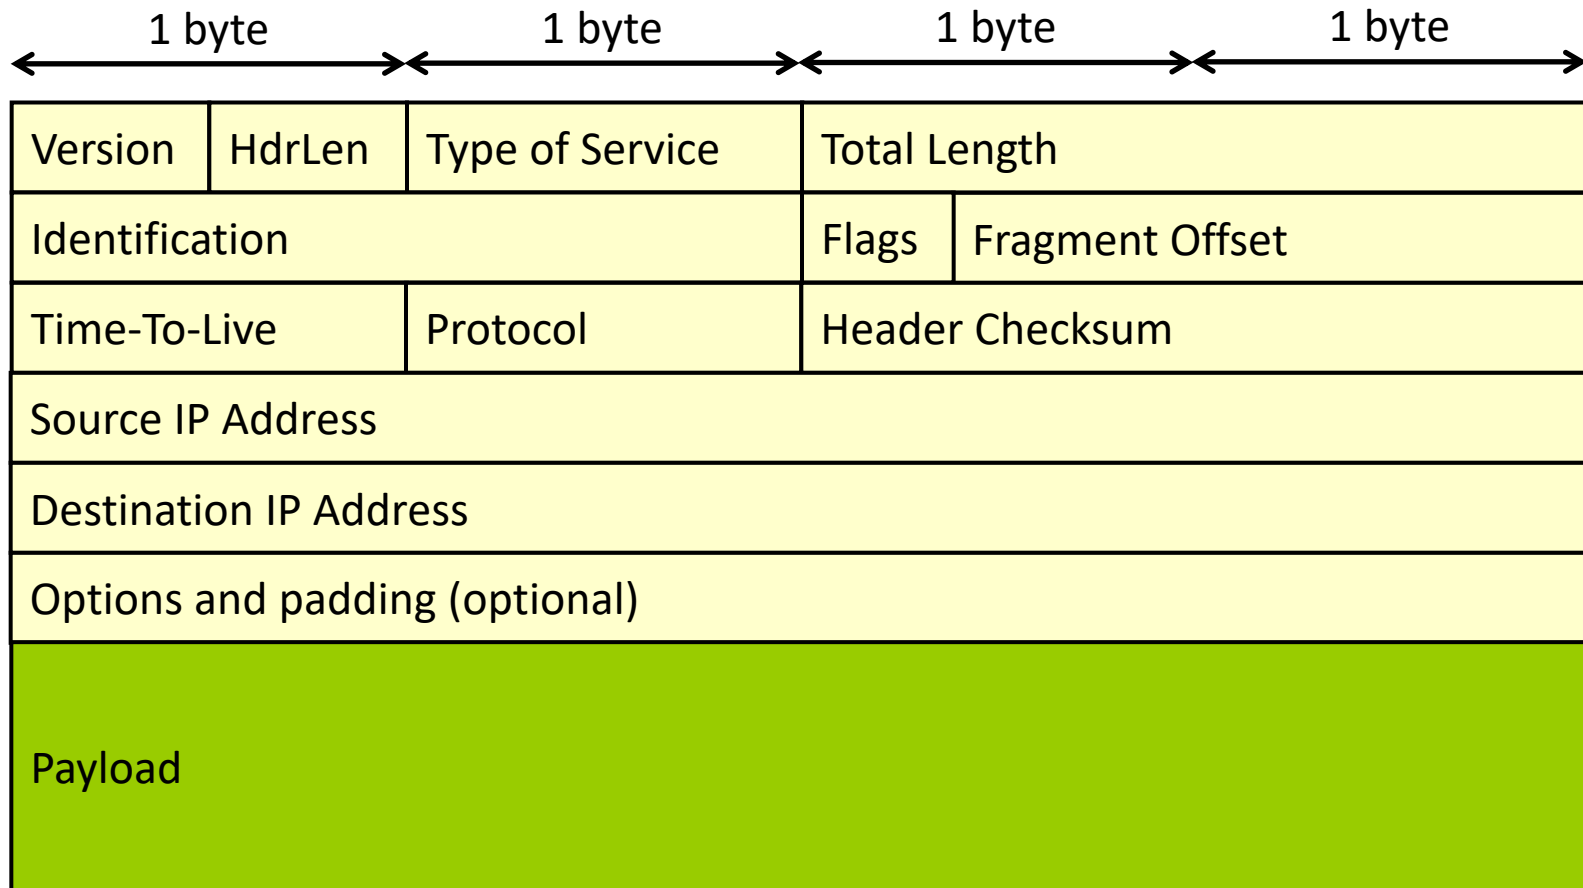 1 byte 1 byte 1 byte 1 byte
Version HdrLen Type of Service Total Length
Identification Flags Fragment Offset
Time-To-Live Protocol Header Checksum
Source IP Address
Destination IP Address
Options and padding (optional)
Payload